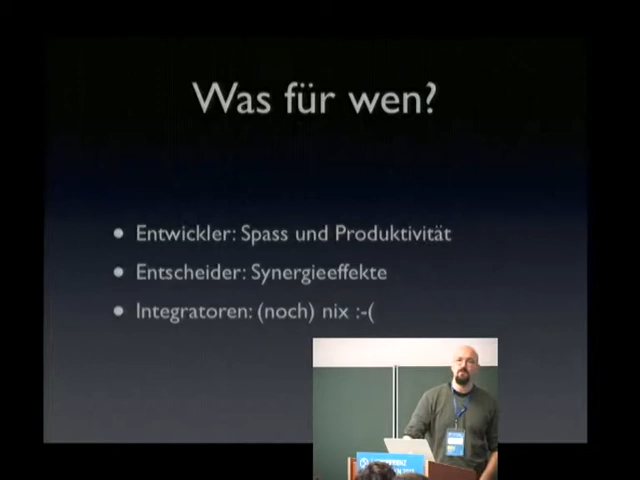 Was für wen?
Entwickler: Spass und Produktivität
Entscheider: Synergieeffekte
Integratoren: (noch) nix :-(